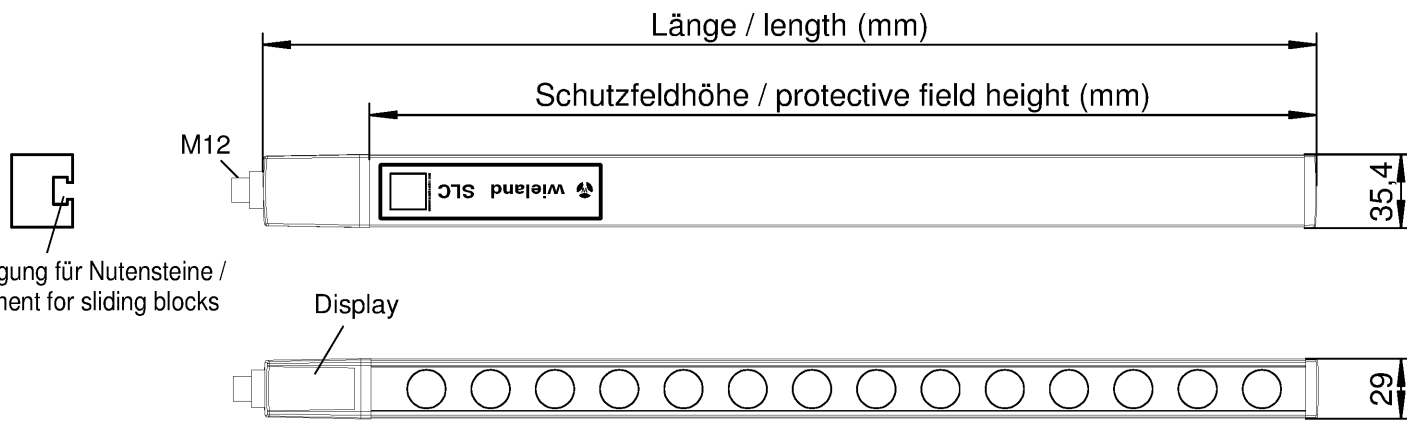 Länge / length (mm)
Schutzfeldhöhe / protective field height (mm)
M12
wieland SLC
35,4
gung für Nutensteine /
ent for sliding blocks
Display
29